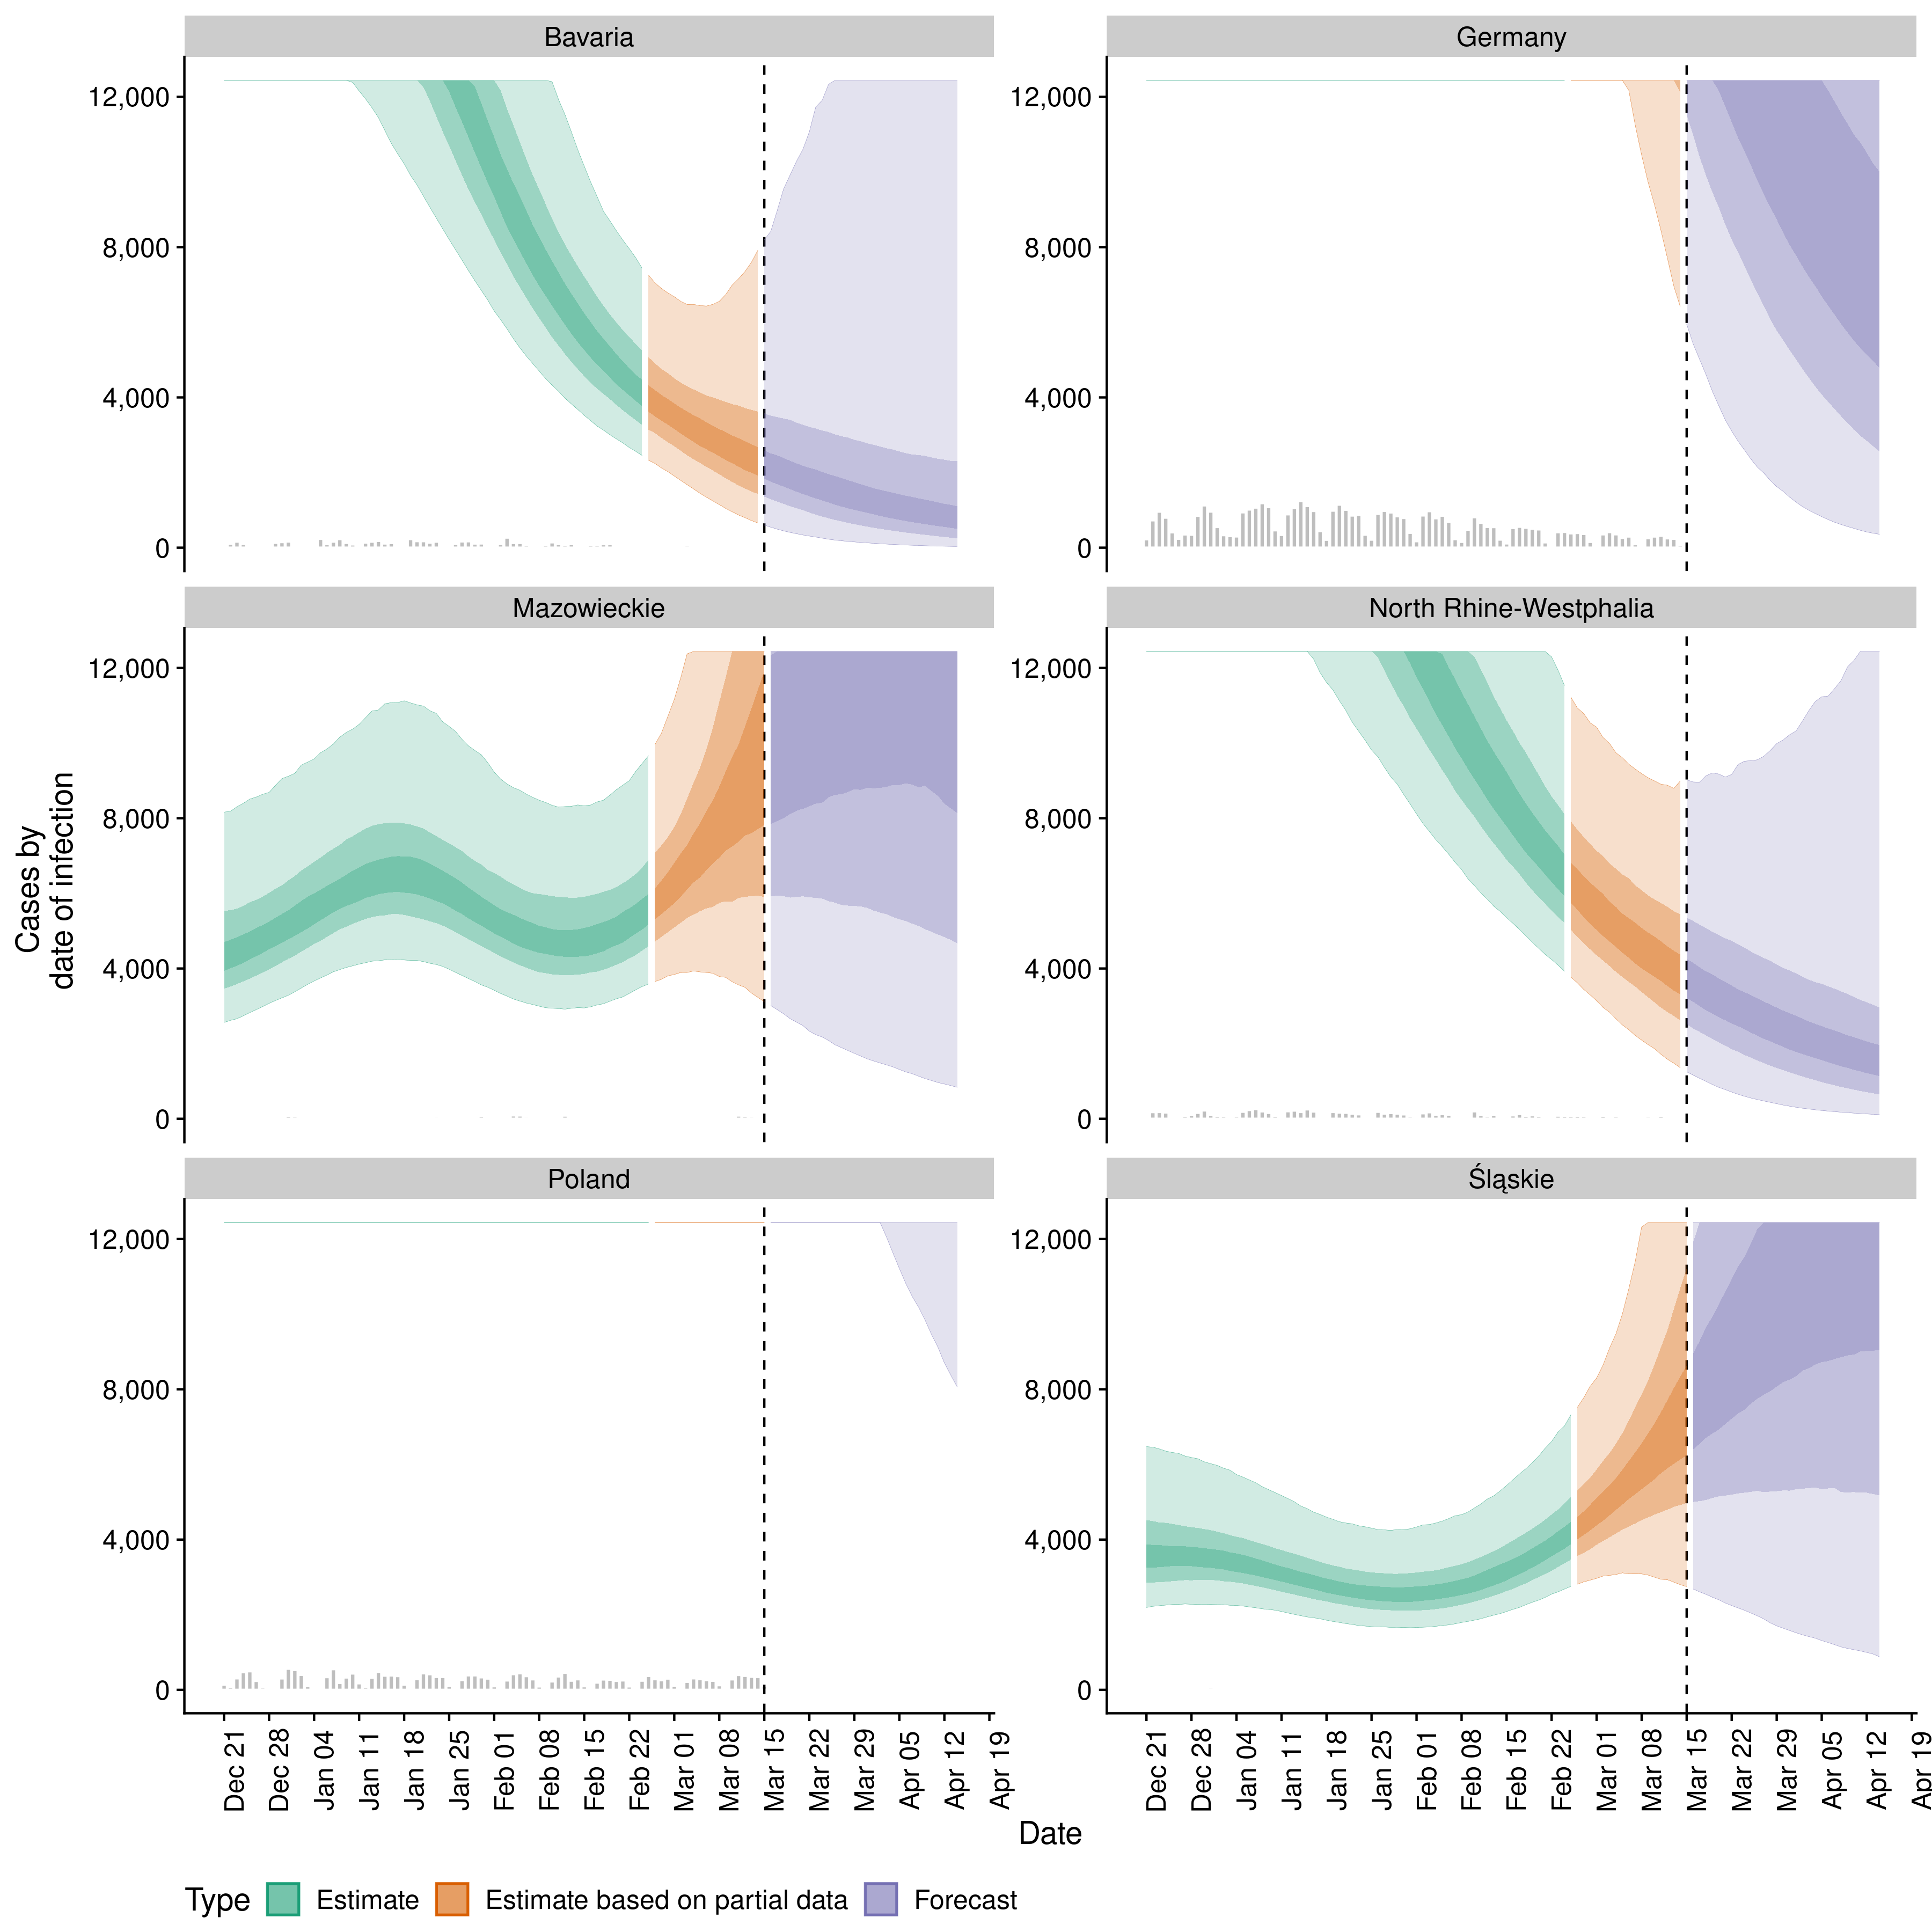 Bavaria
Germany
12,000
8,000
4,000
0
12,000
8,000
4,000
0
Mazowieckie
North Rhine-Westphalia
12,000
8,000
4,000
0
12,000
8,000
4,000
0
Poland
Śląskie
12,000
8,000
4,000
0
12,000
8,000
4,000
0
Cases by
date of infection
Dec 21
Dec 28
Jan 04
Jan 11
Jan 18
Jan 25
Feb 01
Feb 08
Feb 15
Feb 22
Mar 01
Mar 08
Mar 15
Mar 22
Mar 29
Apr 05
Apr 12
Apr 19
Dec 21
Dec 28
Jan 04
Jan 11
Jan 18
Jan 25
Feb 01
Feb 08
Feb 15
Feb 22
Mar 01
Mar 08
Mar 15
Mar 22
Mar 29
Apr 05
Apr 12
Apr 19
Date
Type Estimate Estimate based on partial data Forecast